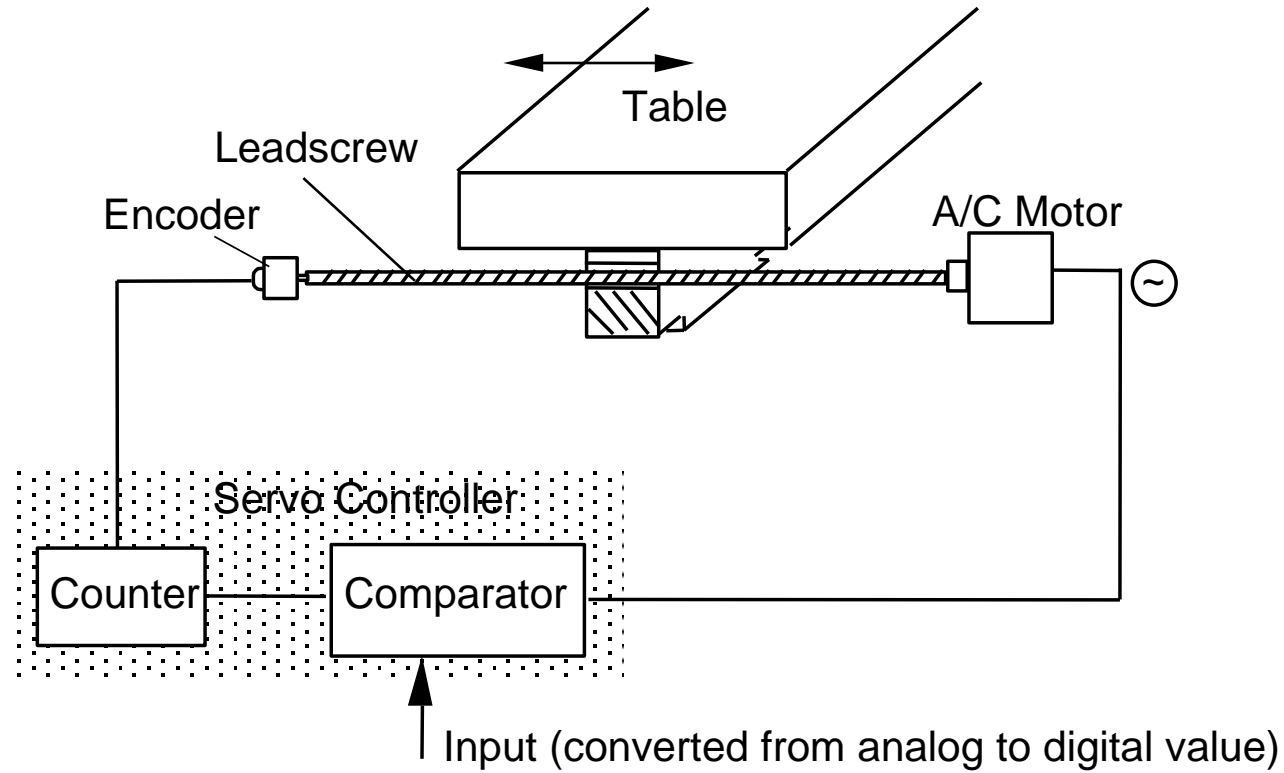 Table
Leadscrew
Encoder
A/C Motor
~
Servo Controller
Counter
Comparator
Input (converted from analog to digital value)